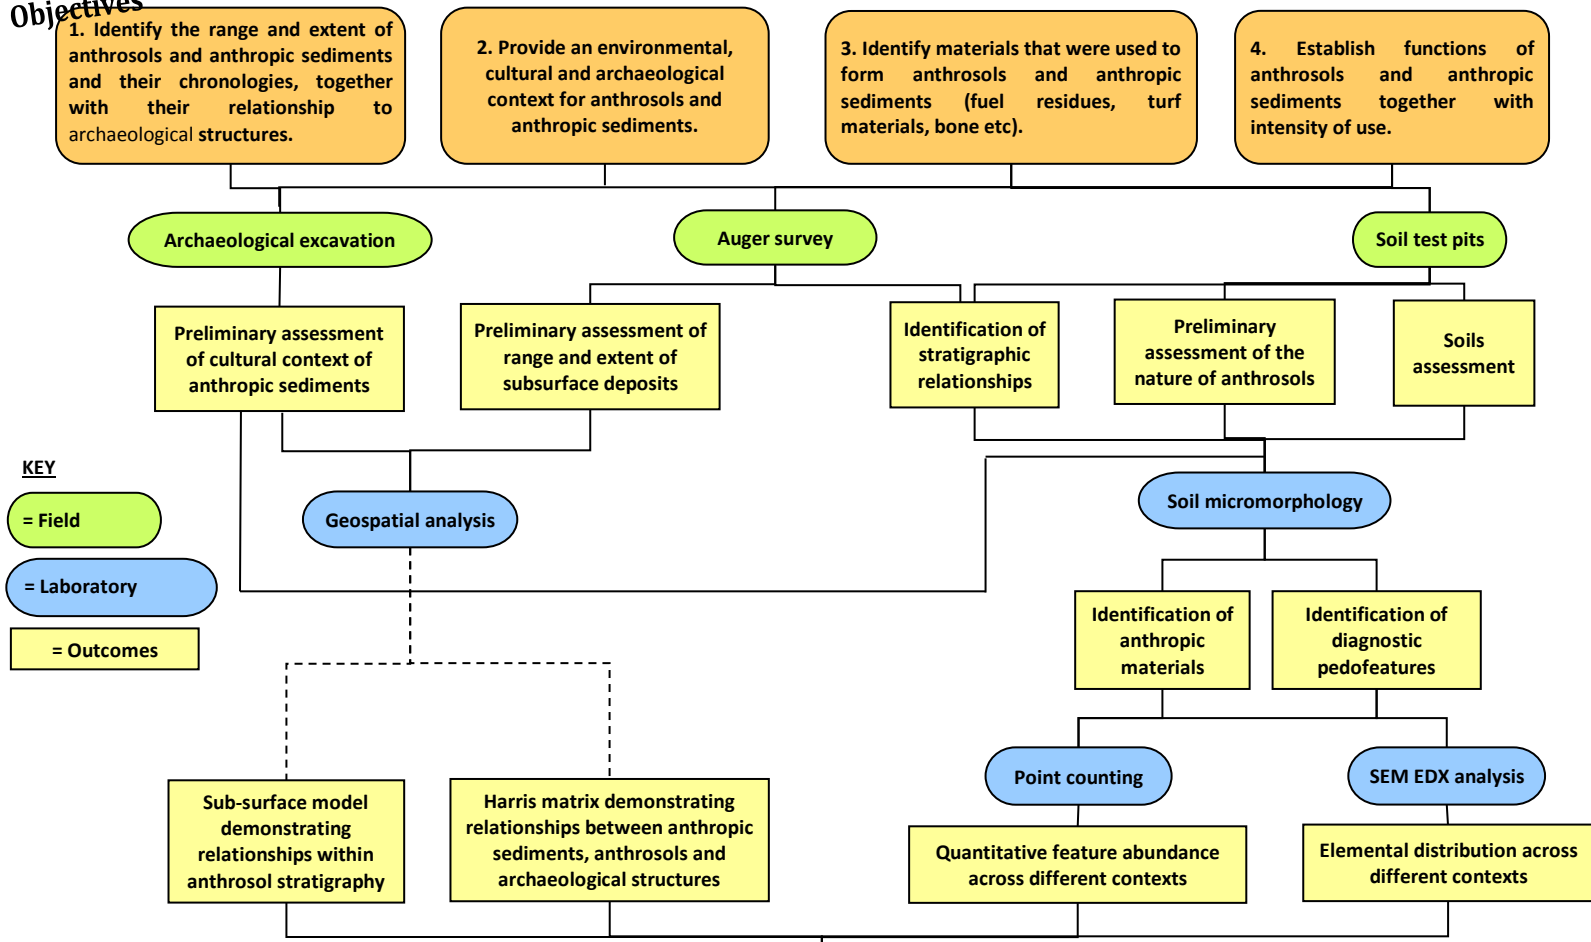 Objectives
1. Identify the range and extent of
anthrosols and anthropic sediments
and their chronologies, together
with their relationship to
archaeological structures.
2. Provide an environmental,
cultural and archaeological
context for anthrosols and
anthropic sediments.
3. Identify materials that were used to
form anthrosols and anthropic
sediments (fuel residues, turf
materials, bone etc).
4. Establish functions of
anthrosols and anthropic
sediments together with
intensity of use.
Archaeological excavation
Auger survey
Soil test pits
Preliminary assessment
of cultural context of
anthropic sediments
Preliminary assessment of
range and extent of
subsurface deposits
Identification of
stratigraphic
relationships
Preliminary
assessment of the
nature of anthrosols
Soils
assessment
KEY
= Field
= Laboratory
= Outcomes
Geospatial analysis
Soil micromorphology
Identification of
anthropic
materials
Identification of
diagnostic
pedofeatures
Point counting
SEM EDX analysis
Sub-surface model
demonstrating
relationships within
anthrosol stratigraphy
Harris matrix demonstrating
relationships between anthropic
sediments, anthrosols and
archaeological structures
Quantitative feature abundance
across different contexts
Elemental distribution across
different contexts